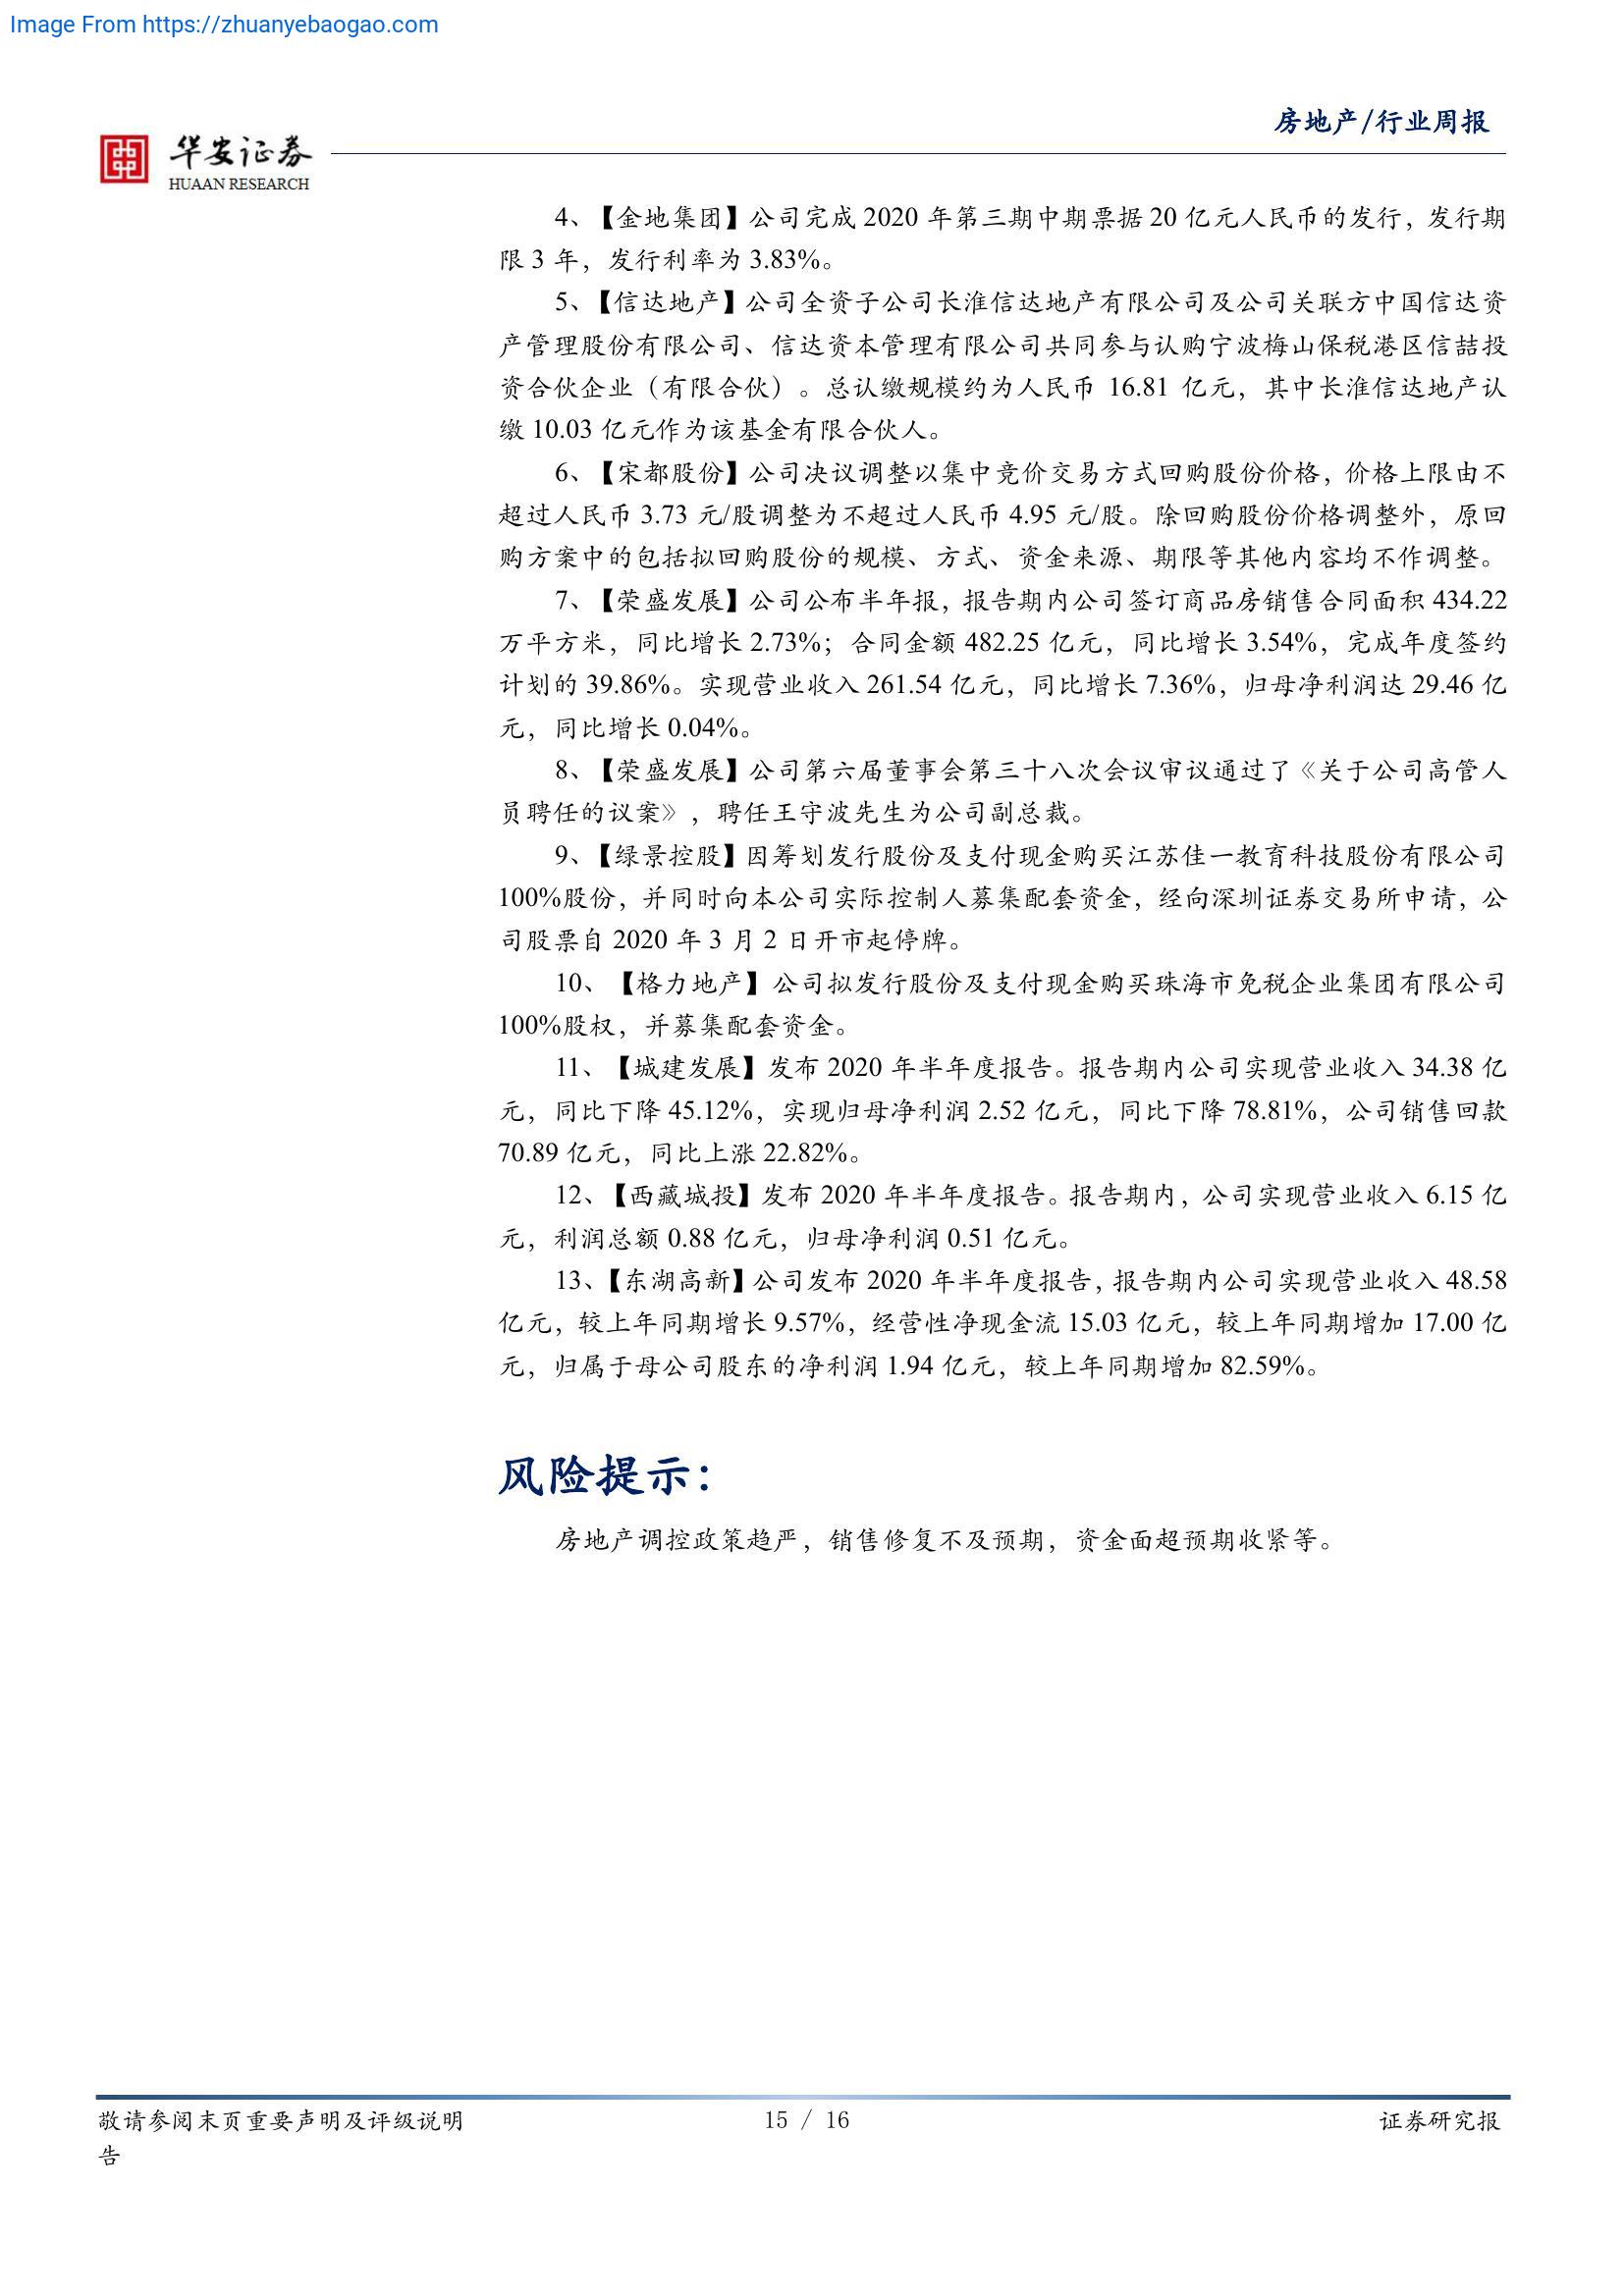 Image From https://zhuanyebaogao.com
房地产/行业周报
华安证券
HUAAN RESEARCH
4、【金地集团】公司完成 2020 年第三期中期票据 20 亿元人民币的发行，发行期
限 3 年，发行利率为 3.83%。
5、【信达地产】公司全资子公司长淮信达地产有限公司及公司关联方中国信达资
产管理股份有限公司、信达资本管理有限公司共同参与认购宁波梅山保税港区信喆投
资合伙企业（有限合伙）。总认缴规模约为人民币 16.81 亿元，其中长淮信达地产认
缴 10.03 亿元作为该基金有限合伙人。
6、【宋都股份】公司决议调整以集中竞价交易方式回购股份价格，价格上限由不
超过人民币 3.73 元/股调整为不超过人民币 4.95 元/股。除回购股份价格调整外，原回
购方案中的包括拟回购股份的规模、方式、资金来源、期限等其他内容均不作调整。
7、【荣盛发展】公司公布半年报，报告期内公司签订商品房销售合同面积 434.22
万平方米，同比增长 2.73%；合同金额 482.25 亿元，同比增长 3.54%，完成年度签约
计划的 39.86%。实现营业收入 261.54 亿元，同比增长 7.36%，归母净利润达 29.46 亿
元，同比增长 0.04%。
8、【荣盛发展】公司第六届董事会第三十八次会议审议通过了《关于公司高管人
员聘任的议案》，聘任王守波先生为公司副总裁。
9、【绿景控股】因筹划发行股份及支付现金购买江苏佳一教育科技股份有限公司
100%股份，并同时向本公司实际控制人募集配套资金，经向深圳证券交易所申请，公
司股票自 2020 年 3 月 2 日开市起停牌。
10、【格力地产】公司拟发行股份及支付现金购买珠海市免税企业集团有限公司
100%股权，并募集配套资金。
11、【城建发展】发布 2020 年半年度报告。报告期内公司实现营业收入 34.38 亿
元，同比下降 45.12%，实现归母净利润 2.52 亿元，同比下降 78.81%，公司销售回款
70.89 亿元，同比上涨 22.82%。
12、【西藏城投】发布 2020 年半年度报告。报告期内，公司实现营业收入 6.15 亿
元，利润总额 0.88 亿元，归母净利润 0.51 亿元。
13、【东湖高新】公司发布 2020 年半年度报告，报告期内公司实现营业收入 48.58
亿元，较上年同期增长 9.57%，经营性净现金流 15.03 亿元，较上年同期增加 17.00 亿
元，归属于母公司股东的净利润 1.94 亿元，较上年同期增加 82.59%。
风险提示：
房地产调控政策趋严，销售修复不及预期，资金面超预期收紧等。
敬请参阅末页重要声明及评级说明 15 / 16 证券研究报
告